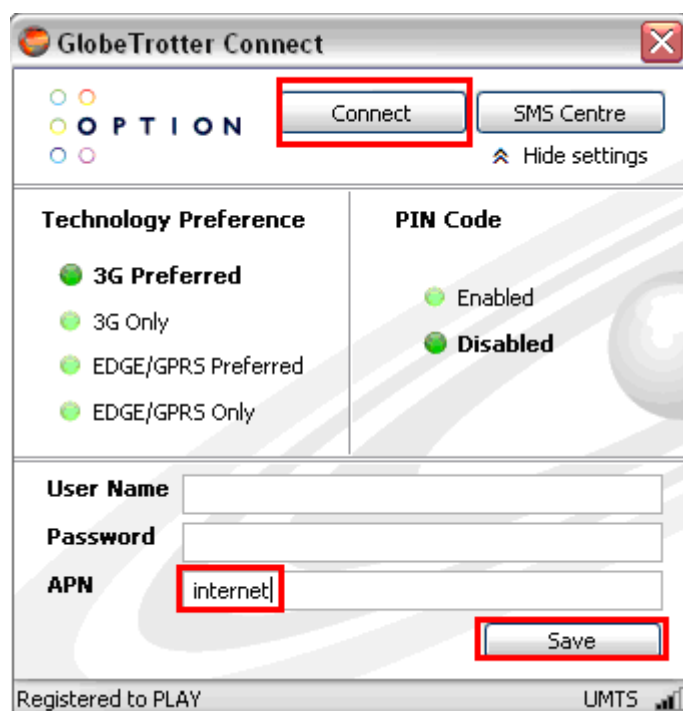 GlobeTrotter Connect
OPTION
Connect
SMS Centre
Hide settings
Technology Preference
3G Preferred
3G Only
EDGE/GPRS Preferred
EDGE/GPRS Only
PIN Code
Enabled
Disabled
User Name
Password
APN
internet
Save
Registered to PLAY
UMTS